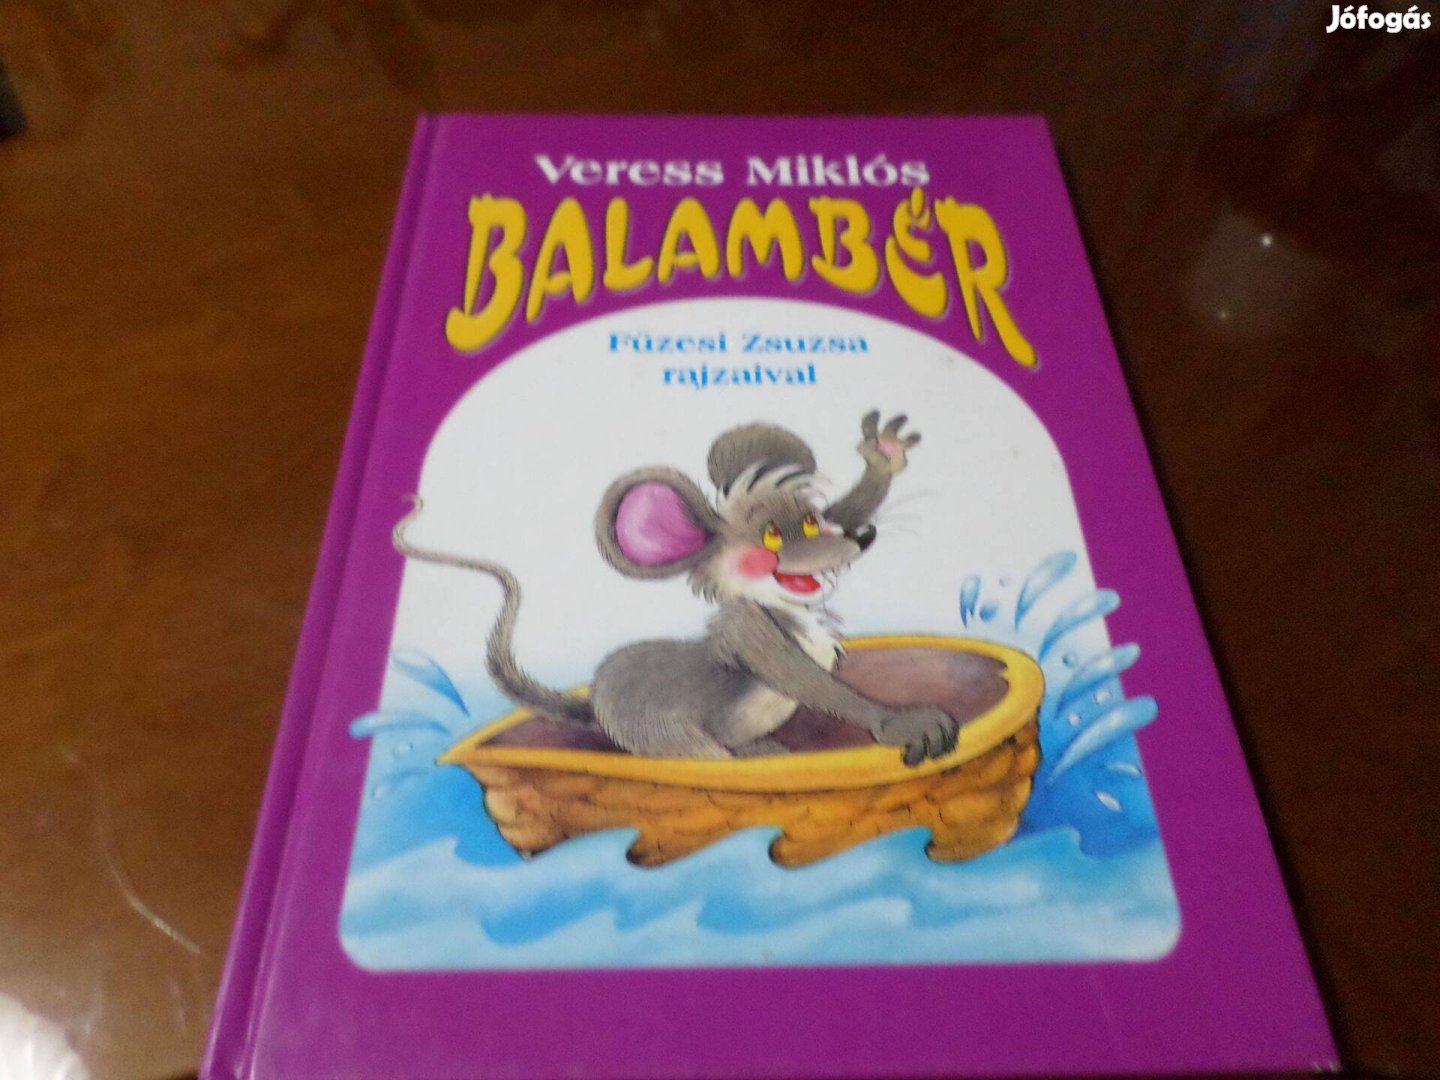 Jófogás
Veress Miklós
BALAMBÉR
Füzesi Zsuzsa
rajzaival